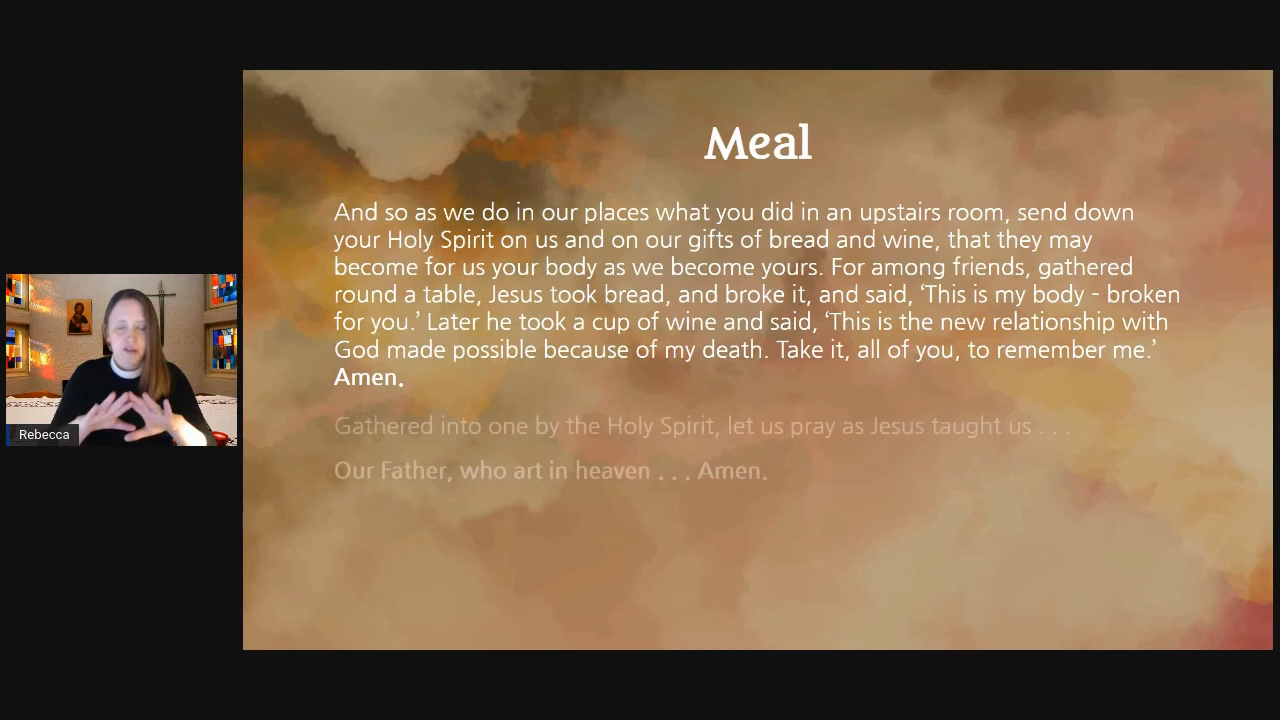 Meal
And so as we do in our places what you did in an upstairs room, send down
your Holy Spirit on us and on our gifts of bread and wine, that they may
become for us your body as we become yours. For among friends, gathered
round a table, Jesus took bread, and broke it, and said, ‘This is my body - broken
for you.’ Later he took a cup of wine and said, ‘This is the new relationship with
God made possible because of my death. Take it, all of you, to remember me.’
Amen.
Gathered into one by the Holy Spirit, let us pray as Jesus taught us . . .
Our Father, who art in heaven . . . Amen.
Rebecca